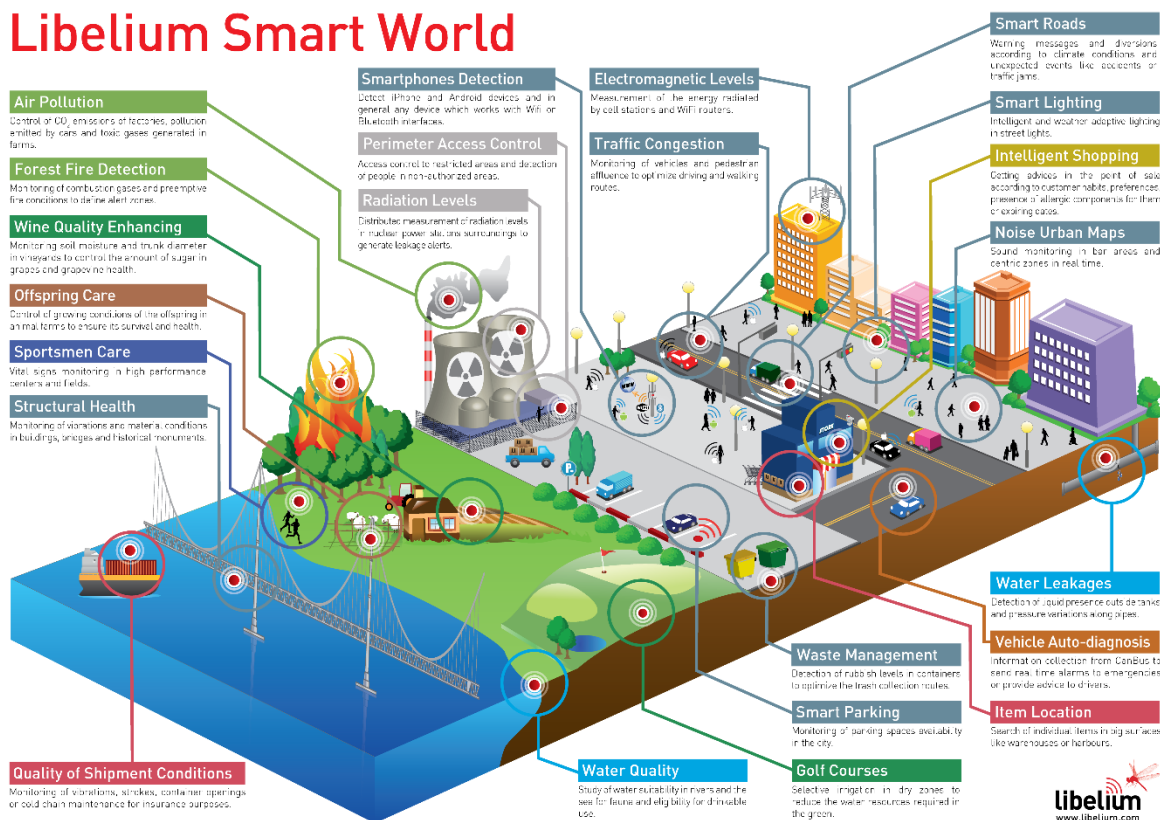 Libelium Smart World
Air Pollution
Control of CO2 emissions of factories, pollution
emitted by cars and toxic gases generated in
farms.
Forest Fire Detection
Monitoring of combustion gases and preemptive
fire conditions to define alert zones.
Wine Quality Enhancing
Monitoring soil moisture and trunk diameter
in vineyards to control the amount of sugar in
grapes and grapevine health.
Offspring Care
Control of growing conditions of the offspring in
animal farms to ensure its survival and health.
Sportsmen Care
Vital signs monitoring in high performance
centers and fields.
Structural Health
Monitoring of vibrations and material conditions
in buildings, bridges and historical monuments.
Quality of Shipment Conditions
Monitoring of vibrations, strokes, container openings
or cold chain maintenance for insurance purposes.
Smartphones Detection
Detect iPhone and Android devices and in
general any device which works with Wifi or
Bluetooth interfaces.
Perimeter Access Control
Access control to restricted areas and detection
of people in non-authorized areas.
Radiation Levels
Distributed measurement of radiation levels
in nuclear power stations surroundings to
generate leakage alerts.
Electromagnetic Levels
Measurement of the energy radiated
by cell stations and WiFi routers.
Traffic Congestion
Monitoring of vehicles and pedestrian
affluence to optimize driving and walking
routes.
Smart Roads
Warning messages and diversions
according to climate conditions and
unexpected events like accidents or
traffic jams.
Smart Lighting
Intelligent and weather adaptive lighting
in street lights.
Intelligent Shopping
Getting advices in the point of sale
according to customer habits, preferences,
presence of allergic components for them
or expiring dates.
Noise Urban Maps
Sound monitoring in bar areas and
centric zones in real time.
STORE
P
Water Leakages
Detection of liquid presence outside tanks
and pressure variations along pipes.
Vehicle Auto-diagnosis
Information collection from CanBus to
send real time alarms to emergencies
or provide advice to drivers.
Item Location
Search of individual items in big surfaces
like warehouses or harbours.
Waste Management
Detection of rubbish levels in containers
to optimize the trash collection routes.
Smart Parking
Monitoring of parking spaces availability
in the city.
Golf Courses
Selective irrigation in dry zones to
reduce the water resources required in
the green.
Water Quality
Study of water suitability in rivers and the
sea for fauna and eligibility for drinkable
use.
libelium
www.libelium.com